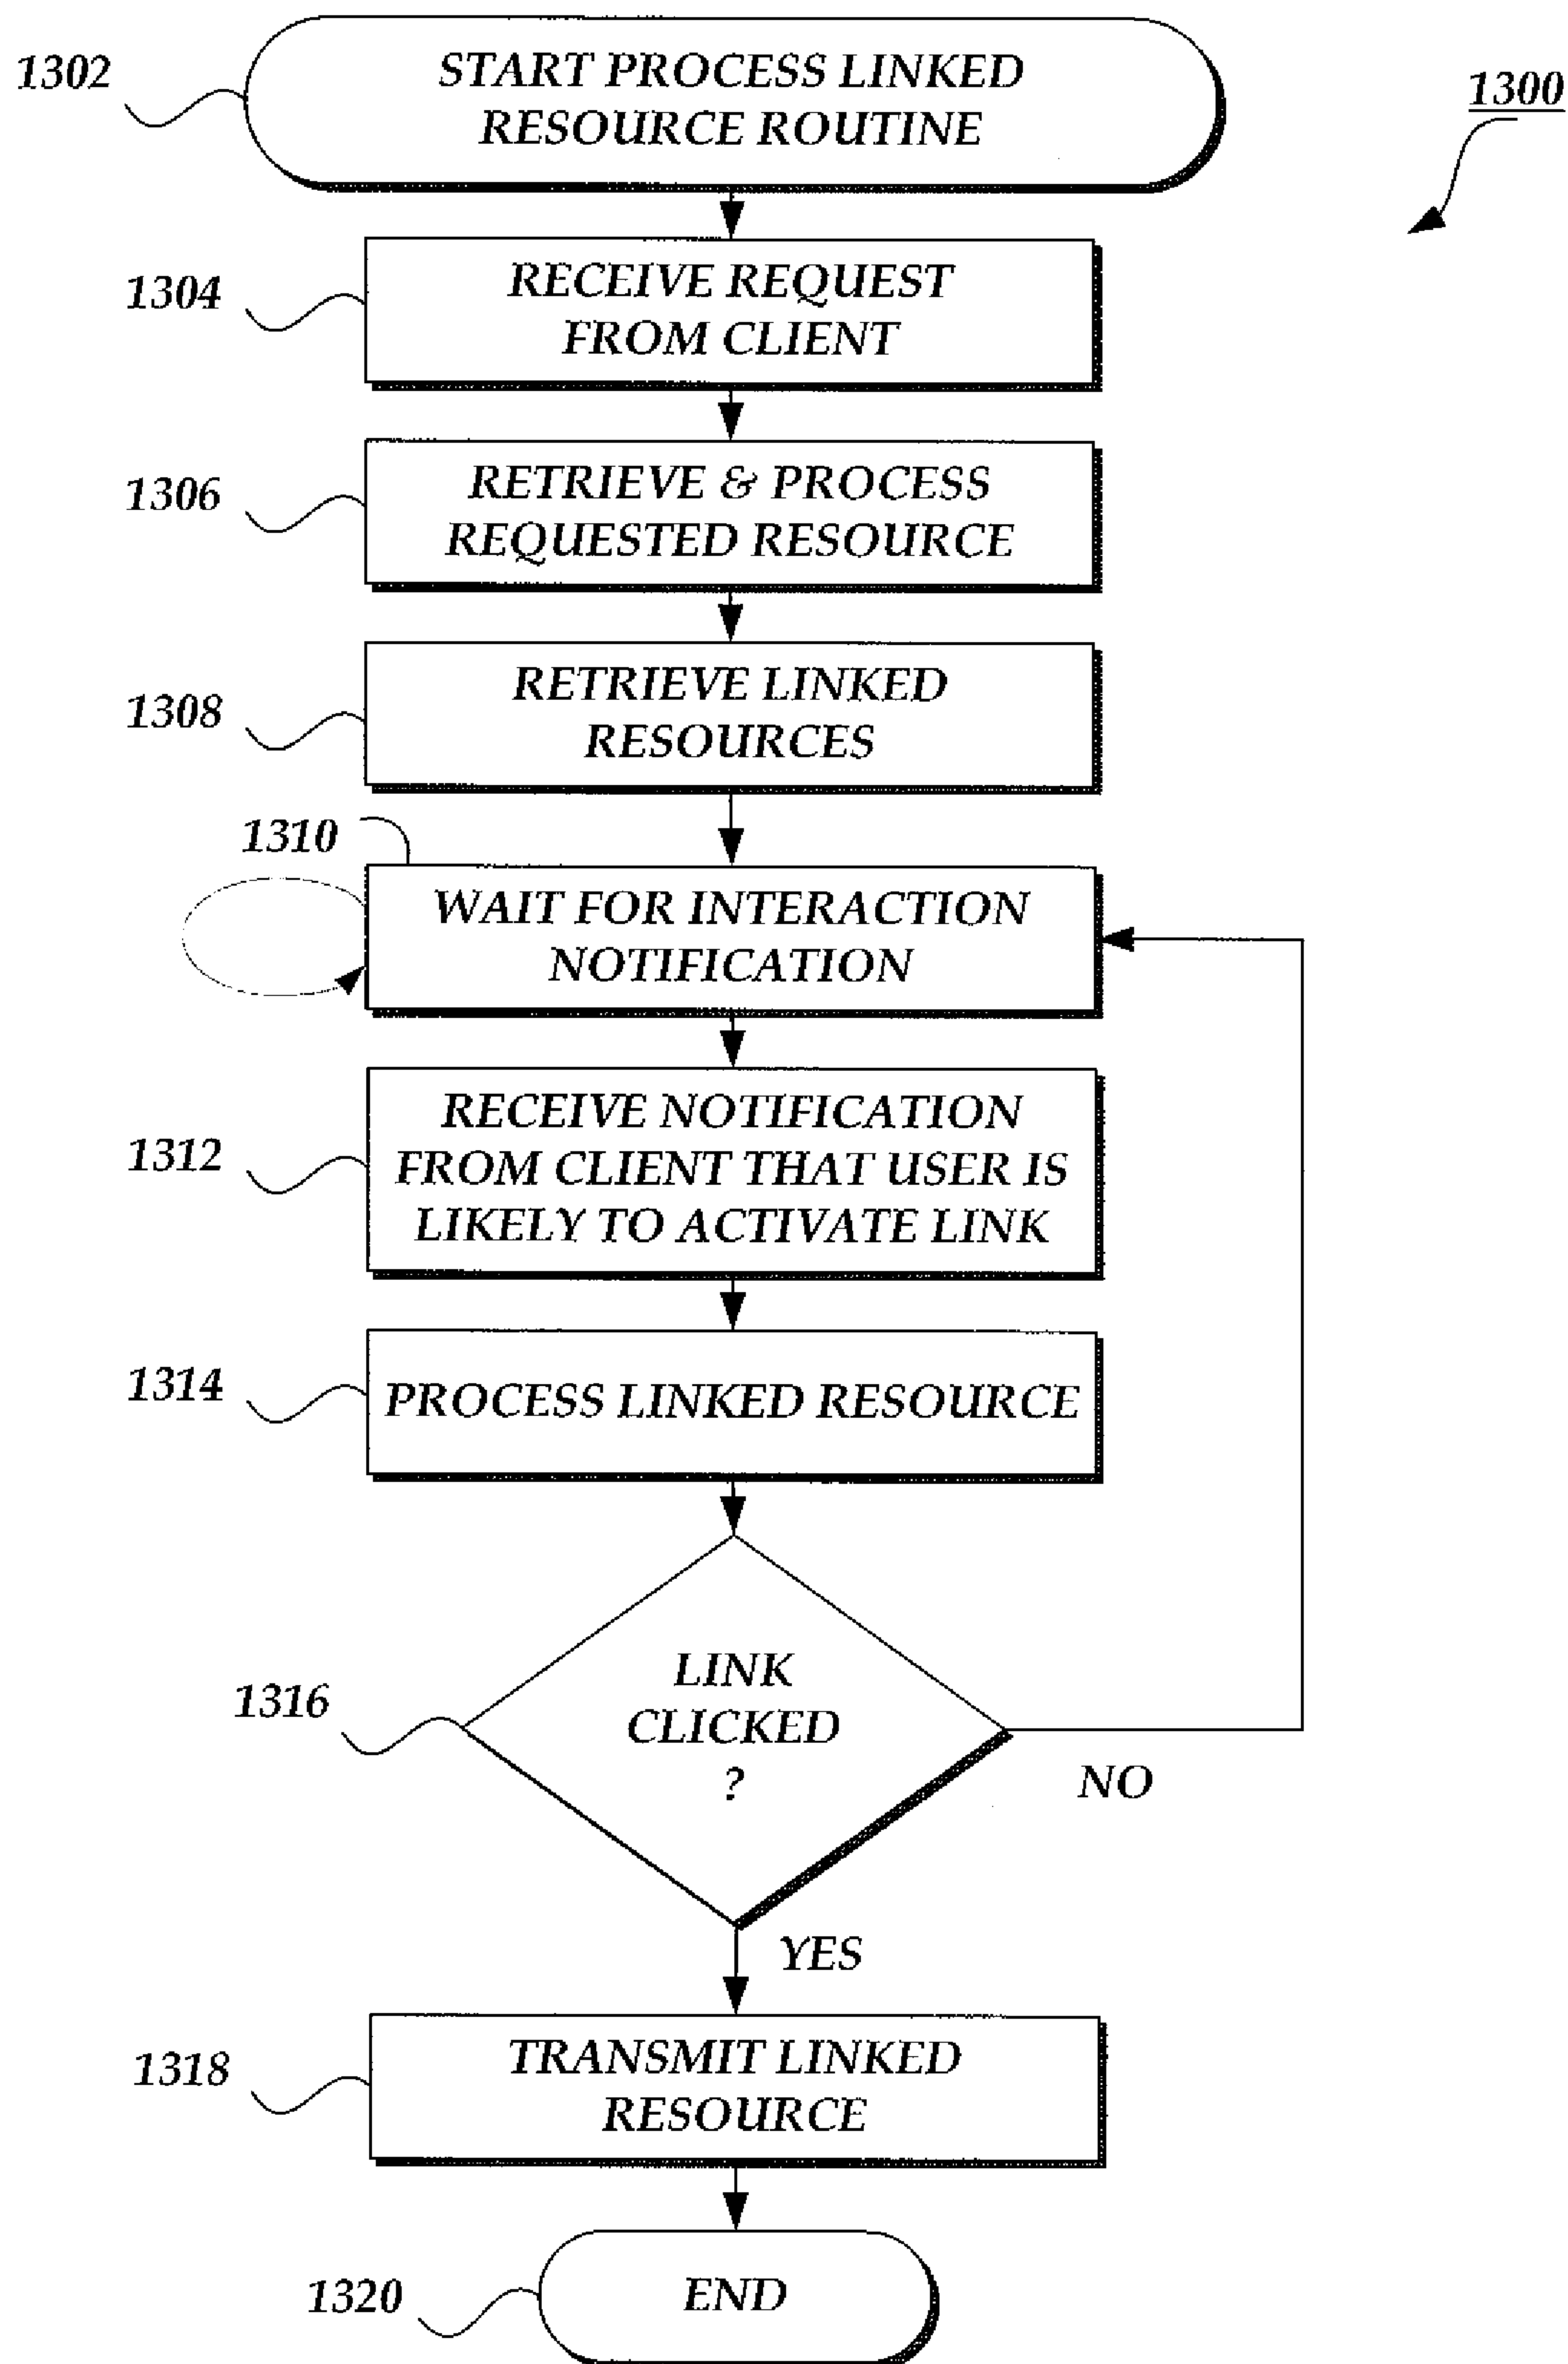 1302
START PROCESS LINKED
RESOURCE ROUTINE
1300
1304
RECEIVE REQUEST
FROM CLIENT
1306
RETRIEVE & PROCESS
REQUESTED RESOURCE
1308
RETRIEVE LINKED
RESOURCES
1310
WAIT FOR INTERACTION
NOTIFICATION
1312
RECEIVE NOTIFICATION
FROM CLIENT THAT USER IS
LIKELY TO ACTIVATE LINK
1314
PROCESS LINKED RESOURCE
1316
LINK
CLICKED
?
NO
YES
1318
TRANSMIT LINKED
RESOURCE
1320
END